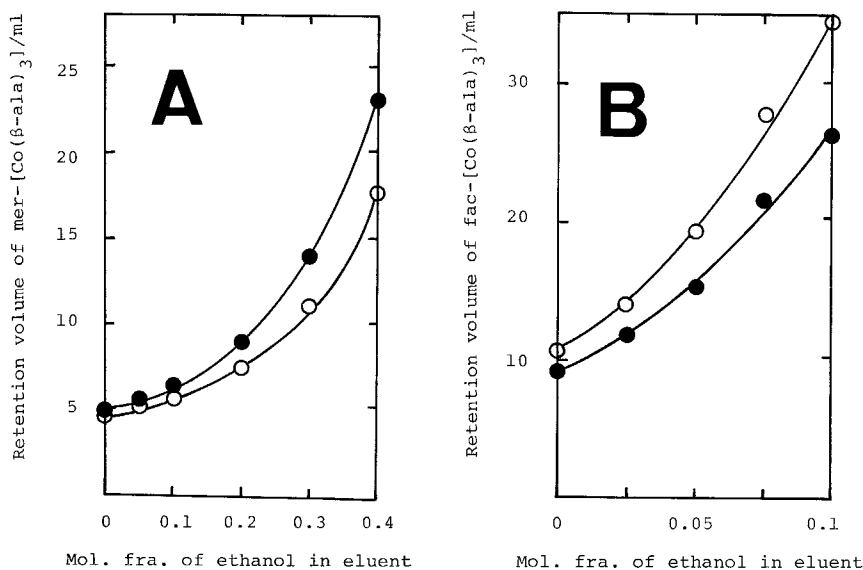 Retention volume of mer-[Co(β-ala)3]/ml
25
20
15
10
5
A
0 0.1 0.2 0.3 0.4
Mol. fra. of ethanol in eluent
Retention volume of fac-[Co(β-ala)3]/ml
30
20
10
B
0 0.05 0.1
Mol. fra. of ethanol in eluent